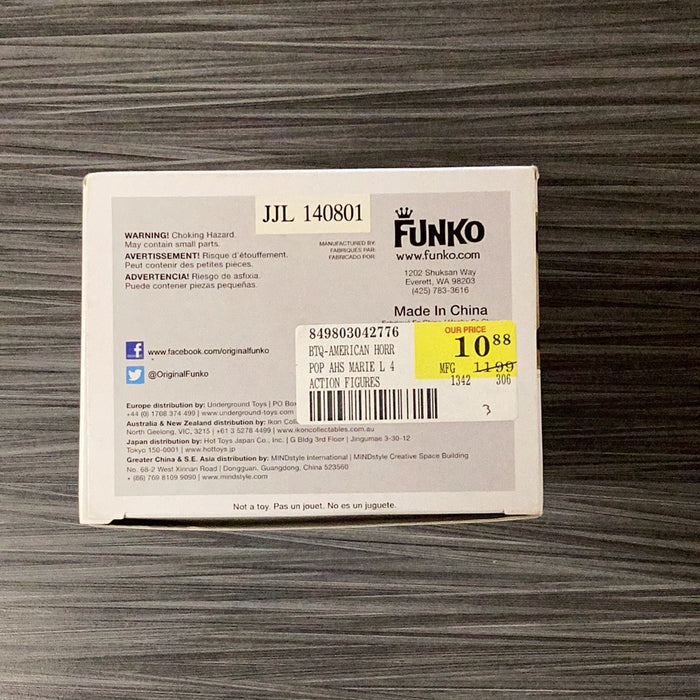 JJL 140801
WARNING! Choking Hazard.
May contain small parts.
AVERTISSEMENT! Risque d'étouffement.
Peut contenir des petites pièces.
ADVERTENCIA! Riesgo de asfixia.
Puede contener piezas pequeñas.
MANUFACTURED BY:
FABRIQUÉS PAR:
FABRICADO POR:
FUNKO
www.funko.com
1202 Shuksan Way
Everett, WA 98203
(425) 783-3616
Made In China
www.facebook.com/originalfunko
@OriginalFunko
849803042776
BTQ-AMERICAN HORR
POP AHS MARIE L 4
ACTION FIGURES
OUR PRICE
10.88
MFG 11.99
1342 306
3
Europe distribution by: Underground Toys | PO Box
+44 (0) 1708 374 499 | www.underground-toys.com
Australia & New Zealand distribution by: Ikon Coll
North Geelong, VIC, 3215 | +61 3 5278 4499 | www.ikoncollectables.com.au
Japan distribution by: Hot Toys Japan Co., Inc. | G Bldg 3rd Floor | Jingumae 3-30-12
Tokyo 150-0001 | www.hottoys.jp
Greater China & S.E. Asia distribution by: MINDstyle International | MINDstyle Creative Space Building
No. 68-2 West Xinnan Road | Dongguan, Guangdong, China 523560
+ (86) 769 8109 9090 | www.mindstyle.com
Not a toy. Pas un jouet. No es un juguete.